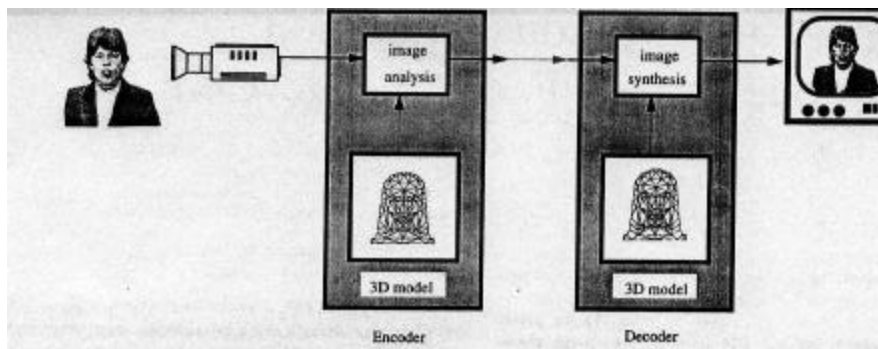 image
analysis
image
synthesis
3D model
3D model
Encoder
Decoder